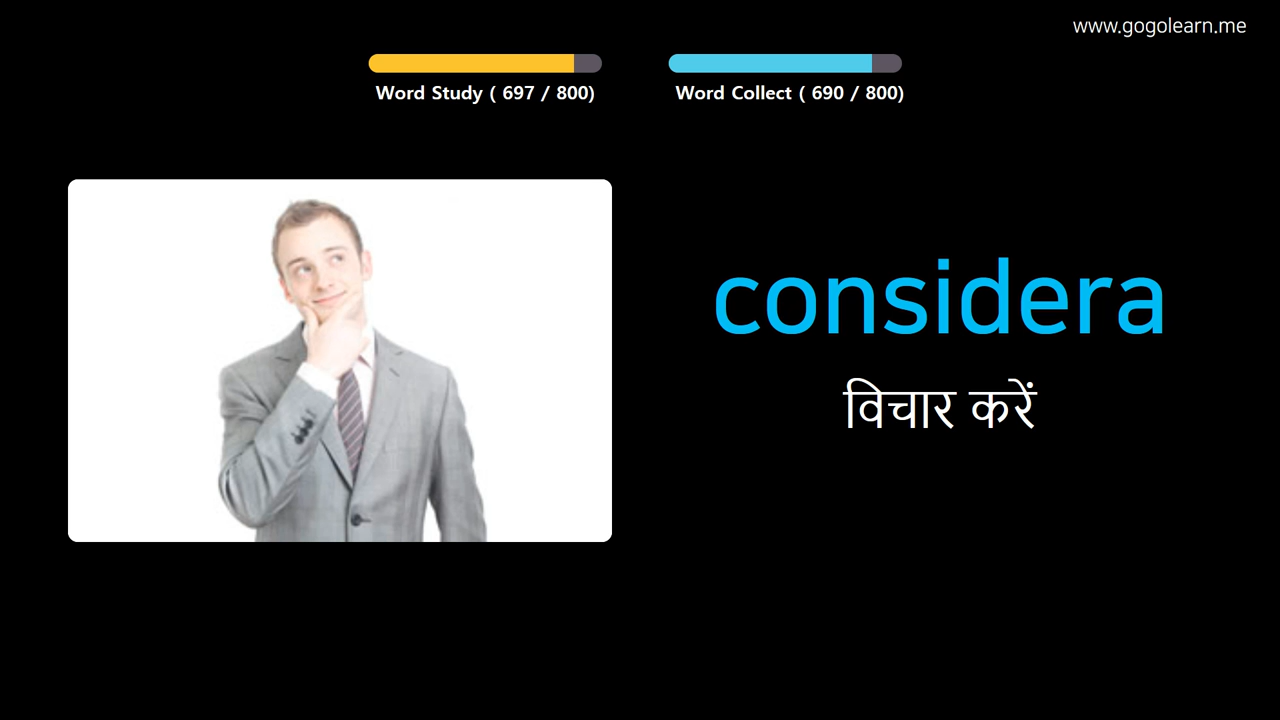 www.gogolearn.me
Word Study ( 697 / 800)
Word Collect ( 690 / 800)
considera
विचार करें